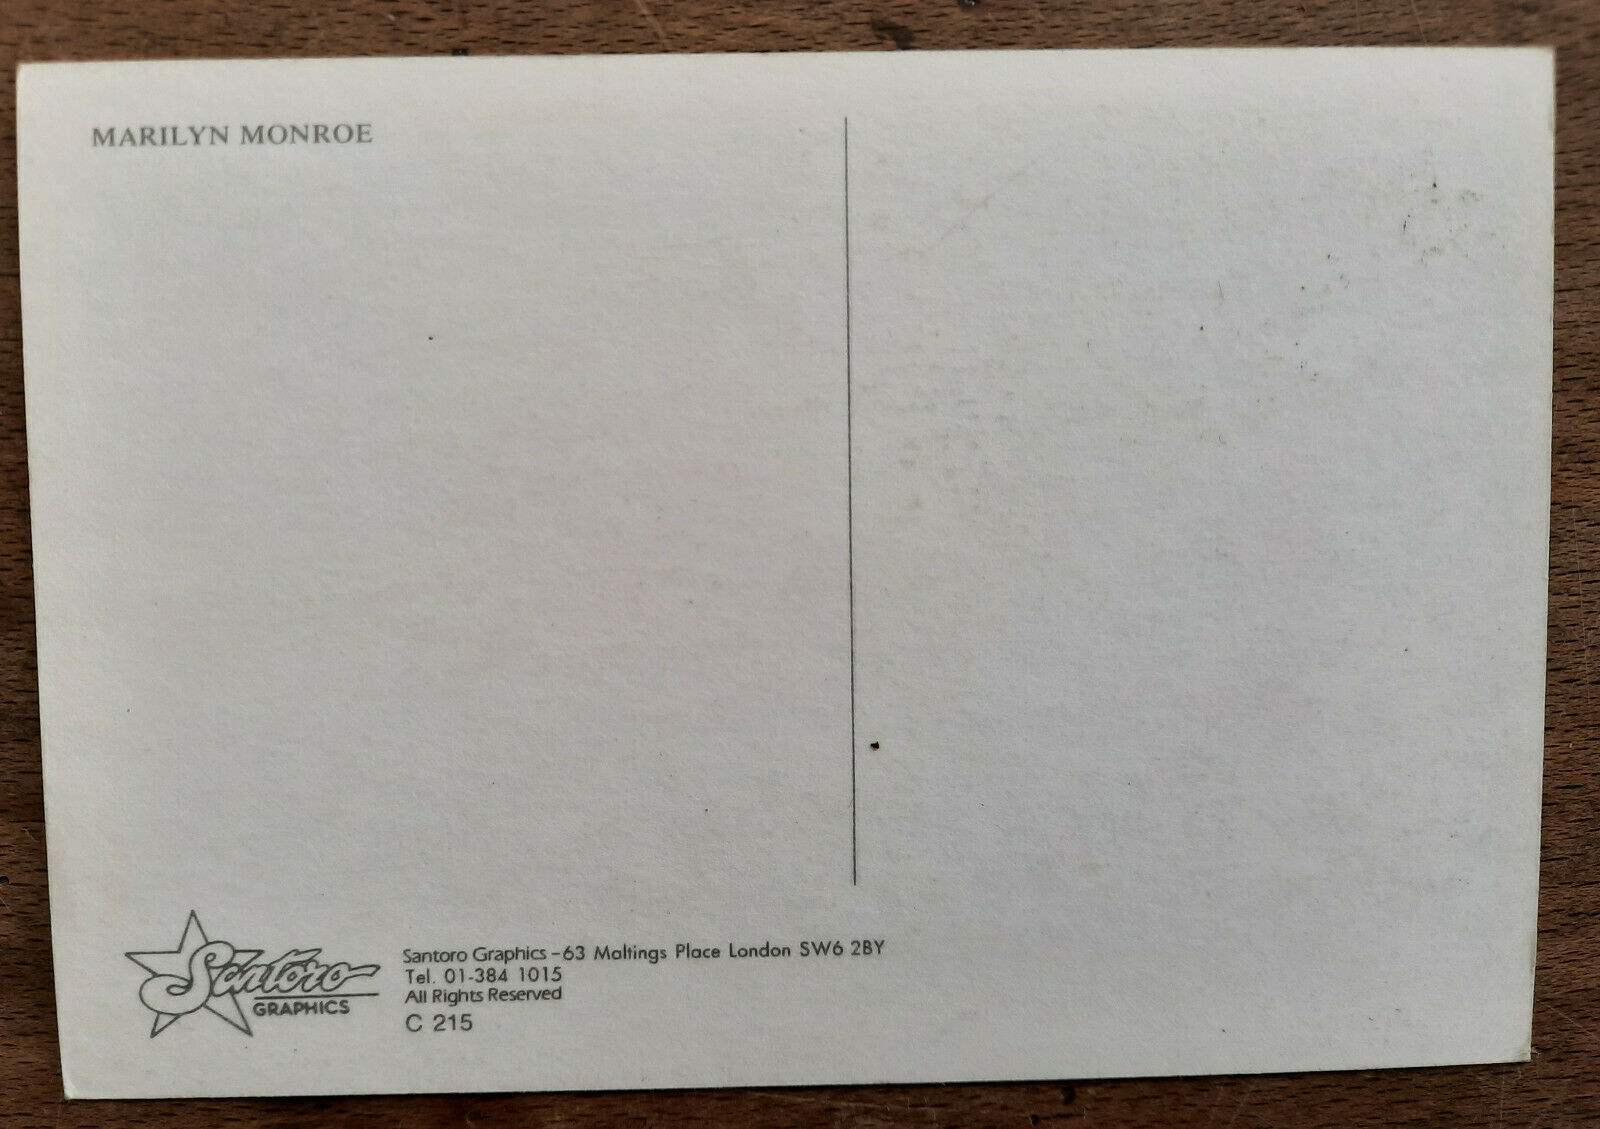 MARILYN MONROE
Santoro
GRAPHICS
Santoro Graphics – 63 Maltings Place London SW6 2BY
Tel. 01-384 1015
All Rights Reserved
C 215